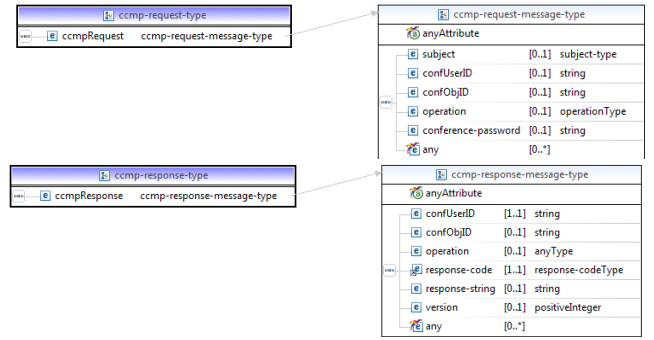 ccmp-request-type
ccmpRequest ccmp-request-message-type
ccmp-request-message-type
anyAttribute
subject [0..1] subject-type
confUserID [0..1] string
confObjID [0..1] string
operation [0..1] operationType
conference-password [0..1] string
any [0..*]
ccmp-response-type
ccmpResponse ccmp-response-message-type
ccmp-response-message-type
anyAttribute
confUserID [1..1] string
confObjID [0..1] string
operation [0..1] anyType
response-code [1..1] response-codeType
response-string [0..1] string
version [0..1] positiveInteger
any [0..*]